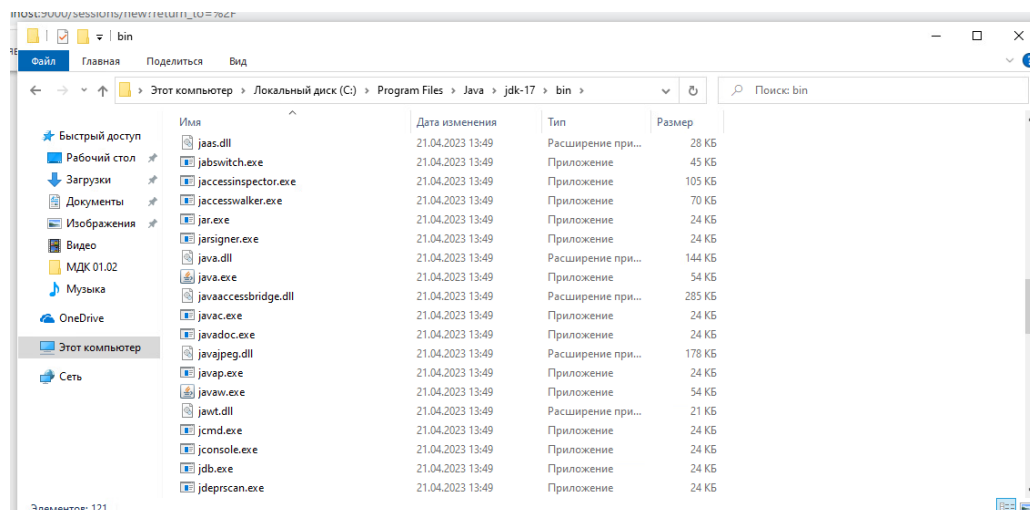 lhost:9000/sessions/new?return_to=%2F
bin
Файл Главная Поделиться Вид
Этот компьютер > Локальный диск (C:) > Program Files > Java > jdk-17 > bin > Поиск: bin
Имя Дата изменения Тип Размер
Быстрый доступ
Рабочий стол
Загрузки
Документы
Изображения
Видео
МДК 01.02
Музыка
OneDrive
Этот компьютер
Сеть
jaas.dll 21.04.2023 13:49 Расширение при... 28 КБ
jabswitch.exe 21.04.2023 13:49 Приложение 45 КБ
jaccessinspector.exe 21.04.2023 13:49 Приложение 105 КБ
jaccesswalker.exe 21.04.2023 13:49 Приложение 70 КБ
jar.exe 21.04.2023 13:49 Приложение 24 КБ
jarsigner.exe 21.04.2023 13:49 Приложение 24 КБ
java.dll 21.04.2023 13:49 Расширение при... 144 КБ
java.exe 21.04.2023 13:49 Приложение 54 КБ
javaaccessbridge.dll 21.04.2023 13:49 Расширение при... 285 КБ
javac.exe 21.04.2023 13:49 Приложение 24 КБ
javadoc.exe 21.04.2023 13:49 Приложение 24 КБ
javajpeg.dll 21.04.2023 13:49 Расширение при... 178 КБ
javap.exe 21.04.2023 13:49 Приложение 24 КБ
javaw.exe 21.04.2023 13:49 Приложение 54 КБ
jawt.dll 21.04.2023 13:49 Расширение при... 21 КБ
jcmd.exe 21.04.2023 13:49 Приложение 24 КБ
jconsole.exe 21.04.2023 13:49 Приложение 24 КБ
jdb.exe 21.04.2023 13:49 Приложение 24 КБ
jdeprscan.exe 21.04.2023 13:49 Приложение 24 КБ
Элементов: 121